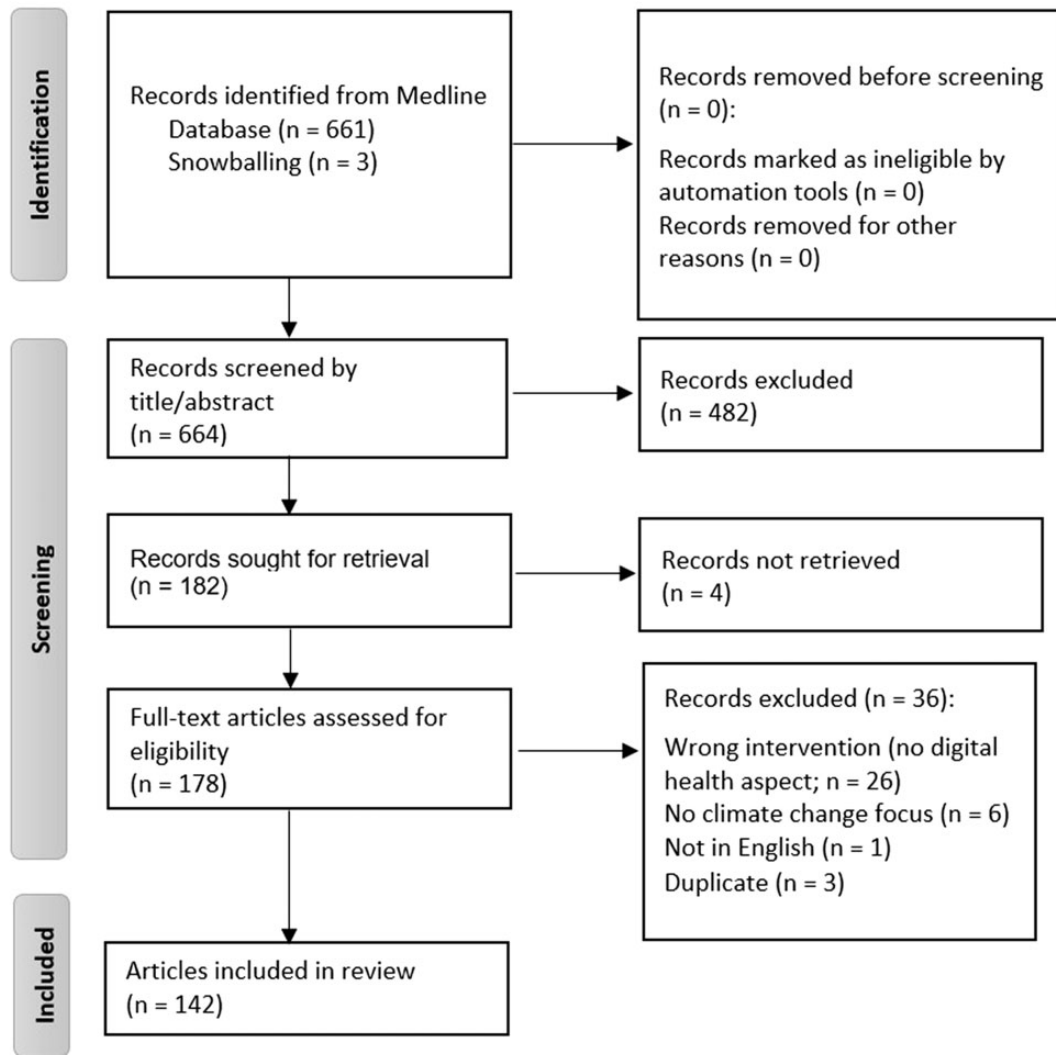 Identification
Records identified from Medline
Database (n = 661)
Snowballing (n = 3)
Records removed before screening
(n = 0):
Records marked as ineligible by
automation tools (n = 0)
Records removed for other
reasons (n = 0)
Screening
Records screened by
title/abstract
(n = 664)
Records excluded
(n = 482)
Records sought for retrieval
(n = 182)
Records not retrieved
(n = 4)
Full-text articles assessed for
eligibility
(n = 178)
Records excluded (n = 36):
Wrong intervention (no digital
health aspect; n = 26)
No climate change focus (n = 6)
Not in English (n = 1)
Duplicate (n = 3)
Included
Articles included in review
(n = 142)